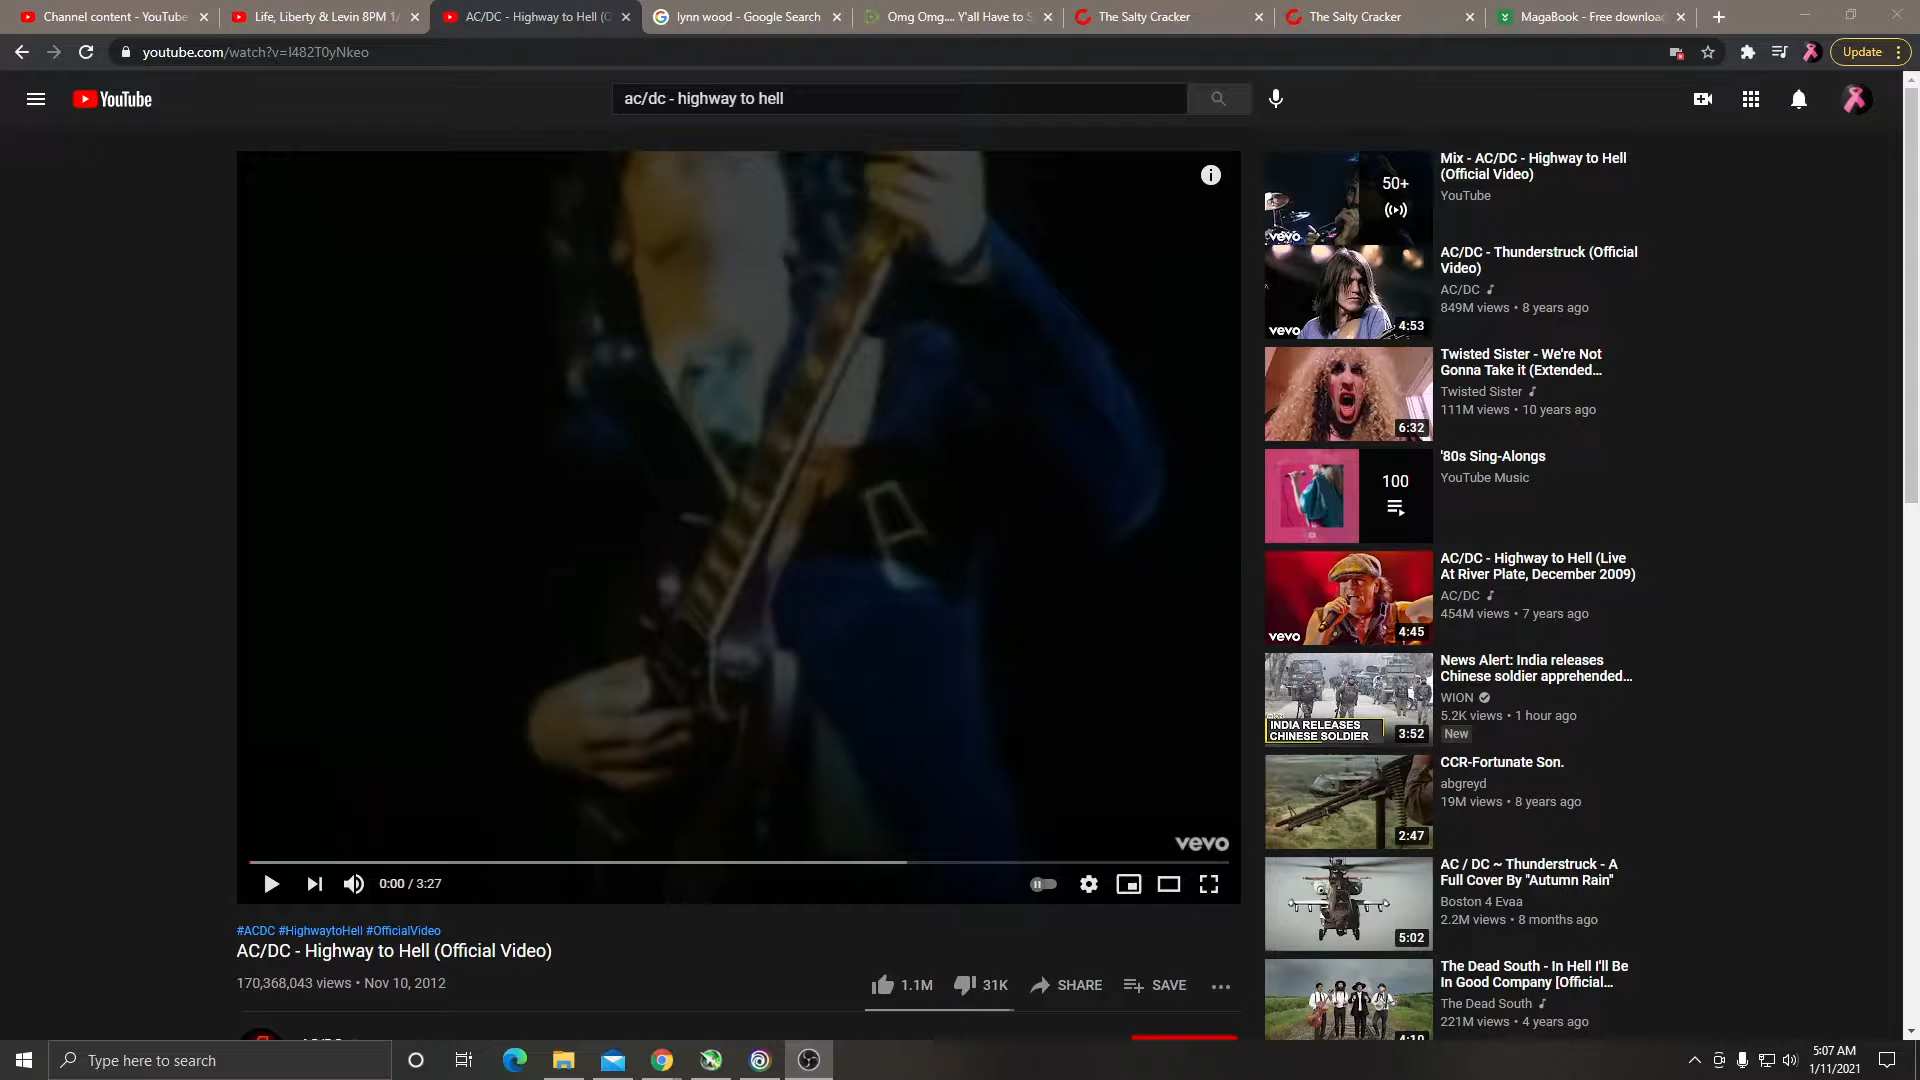 Channel content - YouTube
Life, Liberty & Levin 8PM 1/
AC/DC - Highway to Hell (O
lynn wood - Google Search
Omg Omg.... Y'all Have to S
The Salty Cracker
The Salty Cracker
MagaBook - Free download
youtube.com/watch?v=l482T0yNkeo
Update
YouTube
ac/dc - highway to hell
vevo
0:00 / 3:27
#ACDC #HighwaytoHell #OfficialVideo
AC/DC - Highway to Hell (Official Video)
170,368,043 views • Nov 10, 2012
1.1M
31K
SHARE
SAVE
50+
vevo
Mix - AC/DC - Highway to Hell
(Official Video)
YouTube
vevo
4:53
AC/DC - Thunderstruck (Official
Video)
AC/DC
849M views • 8 years ago
6:32
Twisted Sister - We're Not
Gonna Take it (Extended...
Twisted Sister
111M views • 10 years ago
100
'80s Sing-Alongs
YouTube Music
vevo
4:45
AC/DC - Highway to Hell (Live
At River Plate, December 2009)
AC/DC
454M views • 7 years ago
INDIA RELEASES
CHINESE SOLDIER
3:52
News Alert: India releases
Chinese soldier apprehended...
WION
5.2K views • 1 hour ago
New
2:47
CCR-Fortunate Son.
abgreyd
19M views • 8 years ago
5:02
AC / DC ~ Thunderstruck - A
Full Cover By "Autumn Rain"
Boston 4 Evaa
2.2M views • 8 months ago
The Dead South - In Hell I'll Be
In Good Company [Official...
The Dead South
221M views • 4 years ago
Type here to search
5:07 AM
1/11/2021